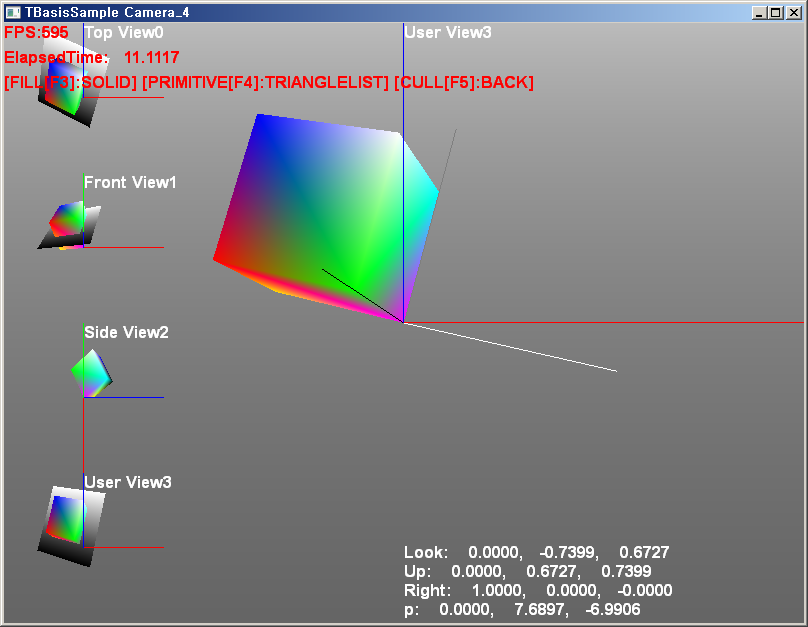 TBasisSample Camera_4
FPS:595
Top View0
User View3
ElapsedTime: 11.1117
[FILL[F3]:SOLID] [PRIMITIVE[F4]:TRIANGLELIST] [CULL[F5]:BACK]
Front View1
Side View2
User View3
Look: 0.0000, -0.7399, 0.6727
Up: 0.0000, 0.6727, 0.7399
Right: 1.0000, 0.0000, -0.0000
p: 0.0000, 7.6897, -6.9906